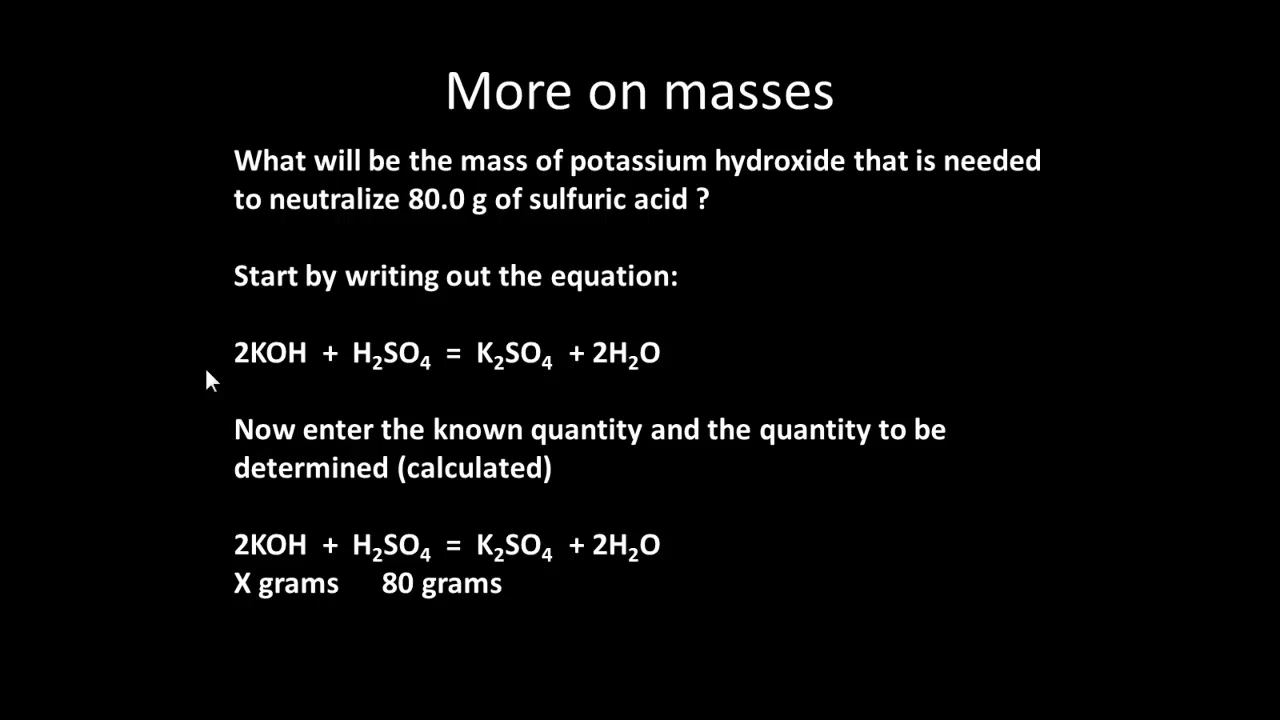 More on masses
What will be the mass of potassium hydroxide that is needed
to neutralize 80.0 g of sulfuric acid ?
Start by writing out the equation:
2KOH + H₂SO₄ = K₂SO₄ + 2H₂O
Now enter the known quantity and the quantity to be
determined (calculated)
2KOH + H₂SO₄ = K₂SO₄ + 2H₂O
X grams 80 grams